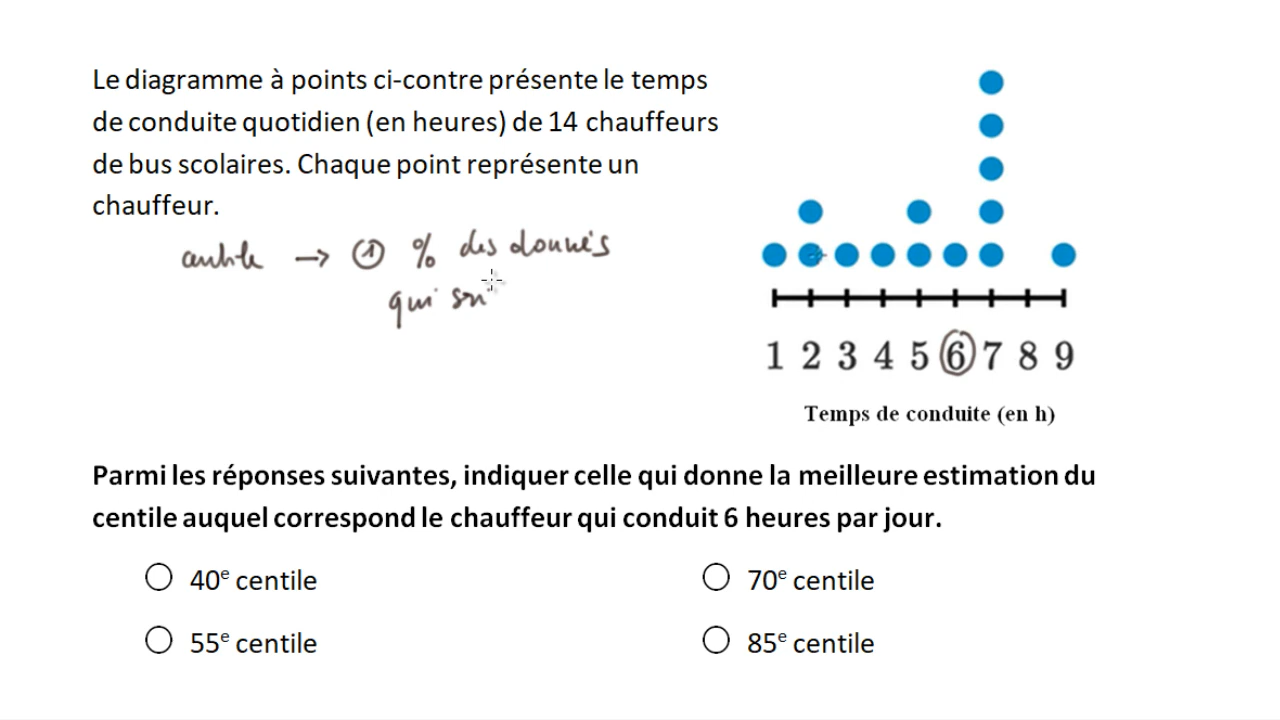 Le diagramme à points ci-contre présente le temps
de conduite quotidien (en heures) de 14 chauffeurs
de bus scolaires. Chaque point représente un
chauffeur.
centile → ① % des données
qui son
1 2 3 4 5 6 7 8 9
Temps de conduite (en h)
Parmi les réponses suivantes, indiquer celle qui donne la meilleure estimation du
centile auquel correspond le chauffeur qui conduit 6 heures par jour.
40e centile
70e centile
55e centile
85e centile